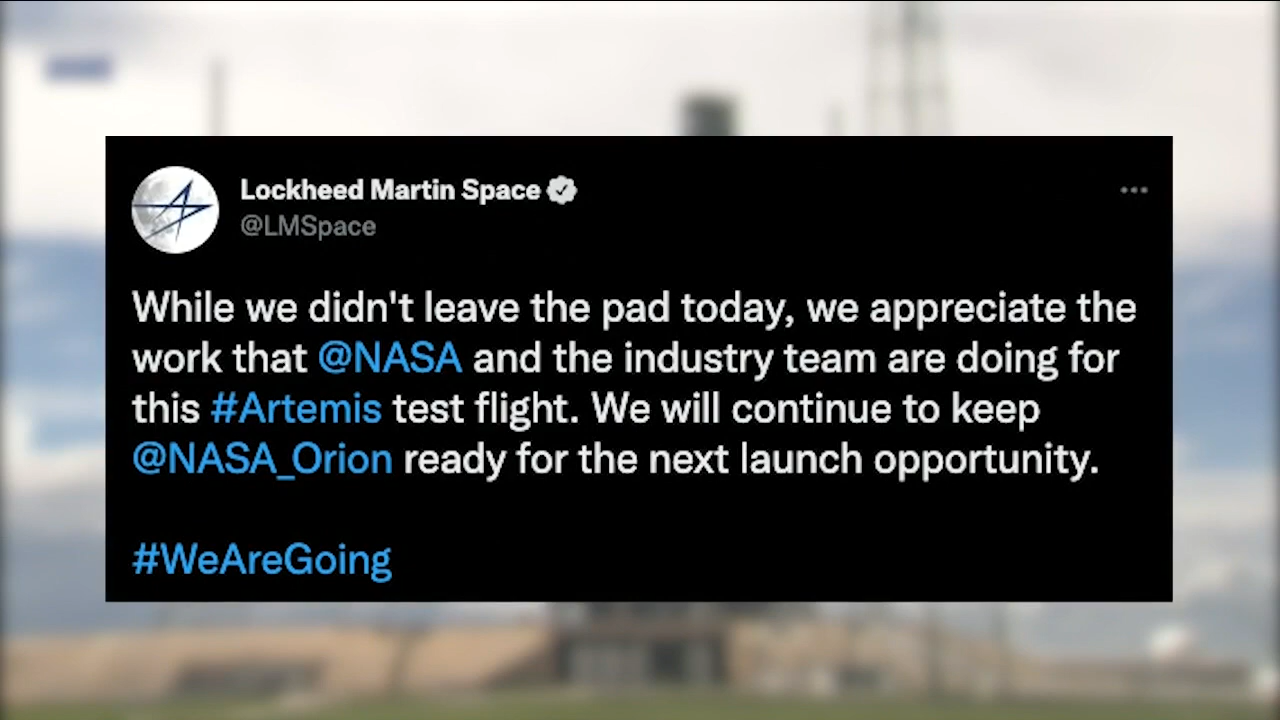 Lockheed Martin Space
@LMSpace
While we didn't leave the pad today, we appreciate the
work that @NASA and the industry team are doing for
this #Artemis test flight. We will continue to keep
@NASA_Orion ready for the next launch opportunity.
#WeAreGoing